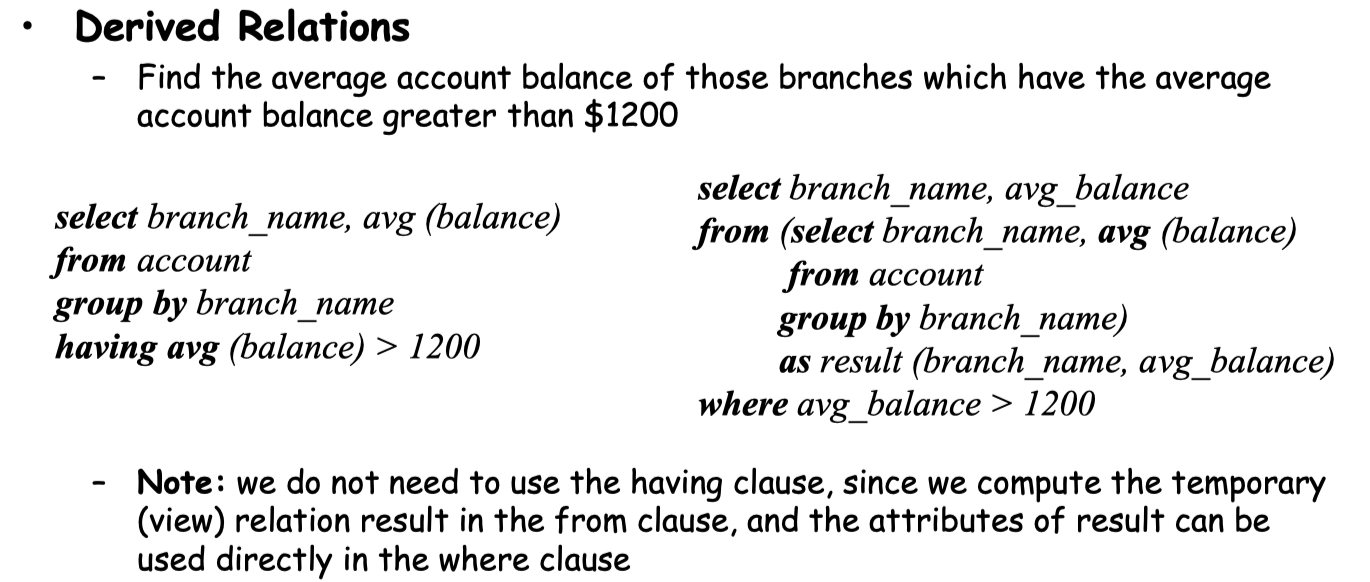 • Derived Relations
- Find the average account balance of those branches which have the average
account balance greater than $1200
select branch_name, avg (balance)
from account
group by branch_name
having avg (balance) > 1200
select branch_name, avg_balance
from (select branch_name, avg (balance)
from account
group by branch_name)
as result (branch_name, avg_balance)
where avg_balance > 1200
- Note: we do not need to use the having clause, since we compute the temporary
(view) relation result in the from clause, and the attributes of result can be
used directly in the where clause